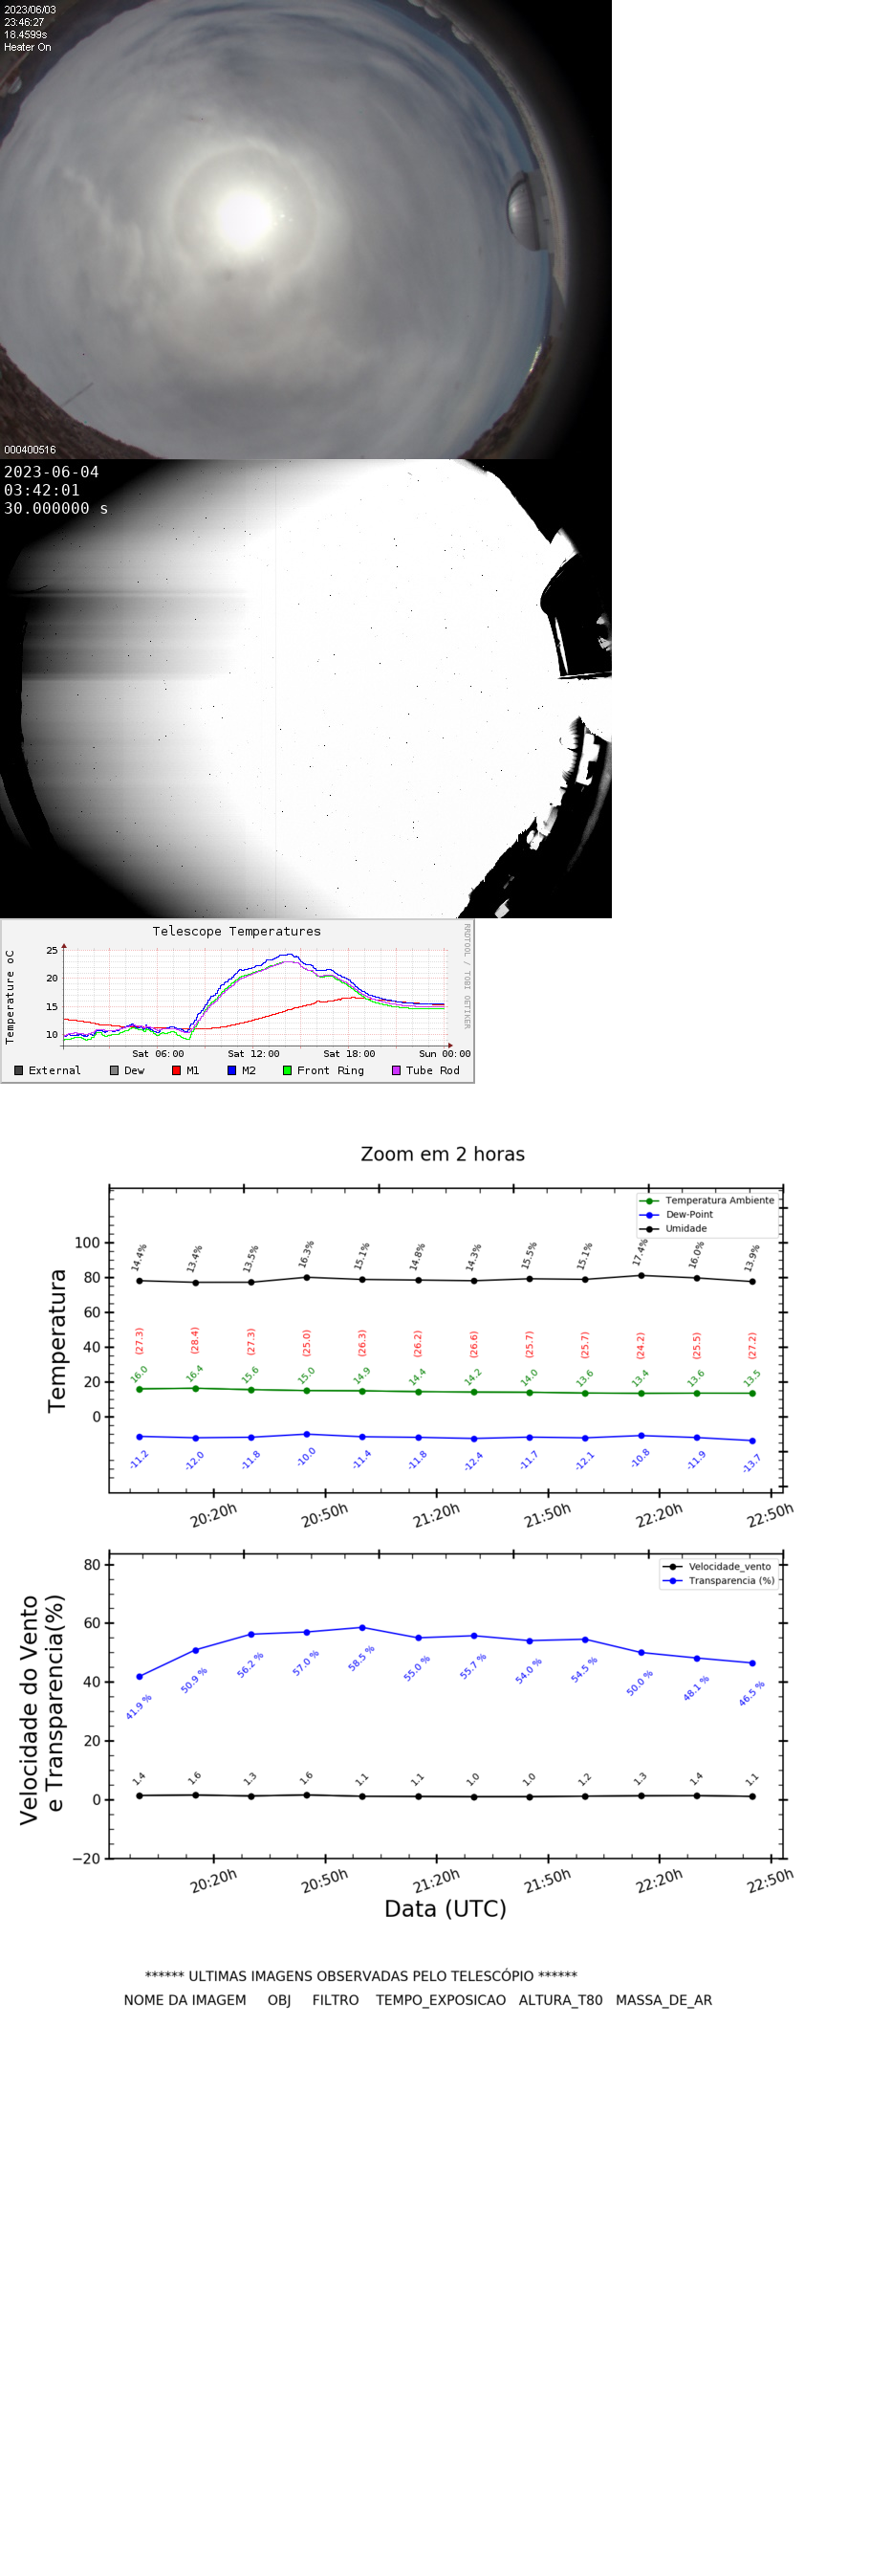 2023/06/03
23:46:27
18.4599s
Heater On
000400516
2023-06-04
03:42:01
30.000000 s
Telescope Temperatures
RRDTOOL / TOBI OETIKER
Temperature oC
25
20
15
10
Sat 06:00 Sat 12:00 Sat 18:00 Sun 00:00
External Dew M1 M2 Front Ring Tube Rod
Zoom em 2 horas
Temperatura Ambiente
Dew-Point
Umidade
Temperatura
100
80
60
40
20
0
14.4% 13.4% 13.5% 16.3% 15.1% 14.8% 14.3% 15.5% 15.1% 17.4% 16.0% 13.9%
(27.3) (28.4) (27.3) (25.0) (26.3) (26.2) (26.6) (25.7) (25.7) (24.2) (25.5) (27.2)
16.0 16.4 15.6 15.0 14.9 14.4 14.2 14.0 13.6 13.4 13.6 13.5
-11.2 -12.0 -11.8 -10.0 -11.4 -11.8 -12.4 -11.7 -12.1 -10.8 -11.9 -13.7
20:20h 20:50h 21:20h 21:50h 22:20h 22:50h
Velocidade_vento
Transparencia (%)
Velocidade do Vento
e Transparencia(%)
80
60
40
20
0
−20
41.9 % 50.9 % 56.2 % 57.0 % 58.5 % 55.0 % 55.7 % 54.0 % 54.5 % 50.0 % 48.1 % 46.5 %
1.4 1.6 1.3 1.6 1.1 1.1 1.0 1.0 1.2 1.3 1.4 1.1
20:20h 20:50h 21:20h 21:50h 22:20h 22:50h
Data (UTC)
****** ULTIMAS IMAGENS OBSERVADAS PELO TELESCÓPIO ******
NOME DA IMAGEM OBJ FILTRO TEMPO_EXPOSICAO ALTURA_T80 MASSA_DE_AR